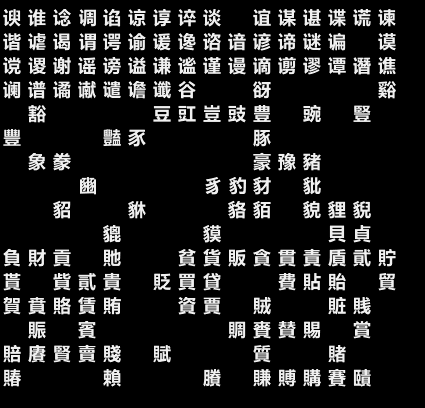 谀谁谂调谄谅谆谇谈 谊谋谌谍谎谏
谐谑谒谓谔谕谖谗谘谙谚谛谜谝 谟
谠谡谢谣谤谥谦谧谨谩谪谫谬谭谮谯
谰谱谲谳谴谵谶谷 谺 谿
豁 豆豇豈豉豊 豌 豎
豐 豔豕 豚
象豢 豪豫豬
豳 豸豹豺 豼
貂 貅 貉貊 貌貍貎
貔 貘 貝貞
負財貢 貤 貧貨販貪貫責貭貮貯
貰 貲貳貴 貶買貸 費貼貽 貿
賀賁賂賃賄 資賈 賊 賍賎
賑 賓 賙賚賛賜 賞
賠賡賢賣賤 賦 質 賭
賰 賴 賸 賺賻購賽賾